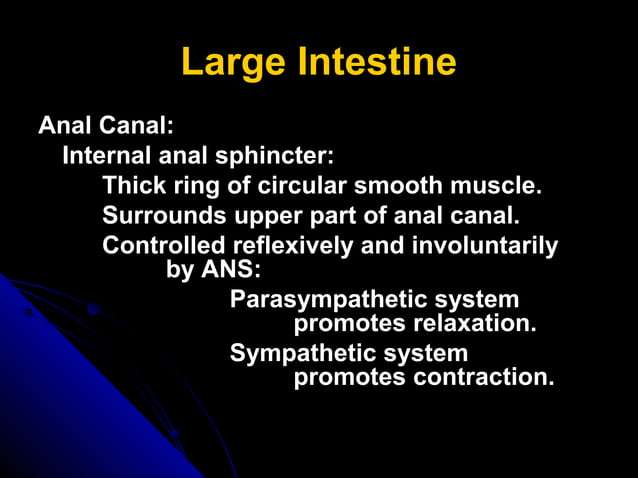 Large Intestine
Anal Canal:
Internal anal sphincter:
Thick ring of circular smooth muscle.
Surrounds upper part of anal canal.
Controlled reflexively and involuntarily
by ANS:
Parasympathetic system
promotes relaxation.
Sympathetic system
promotes contraction.